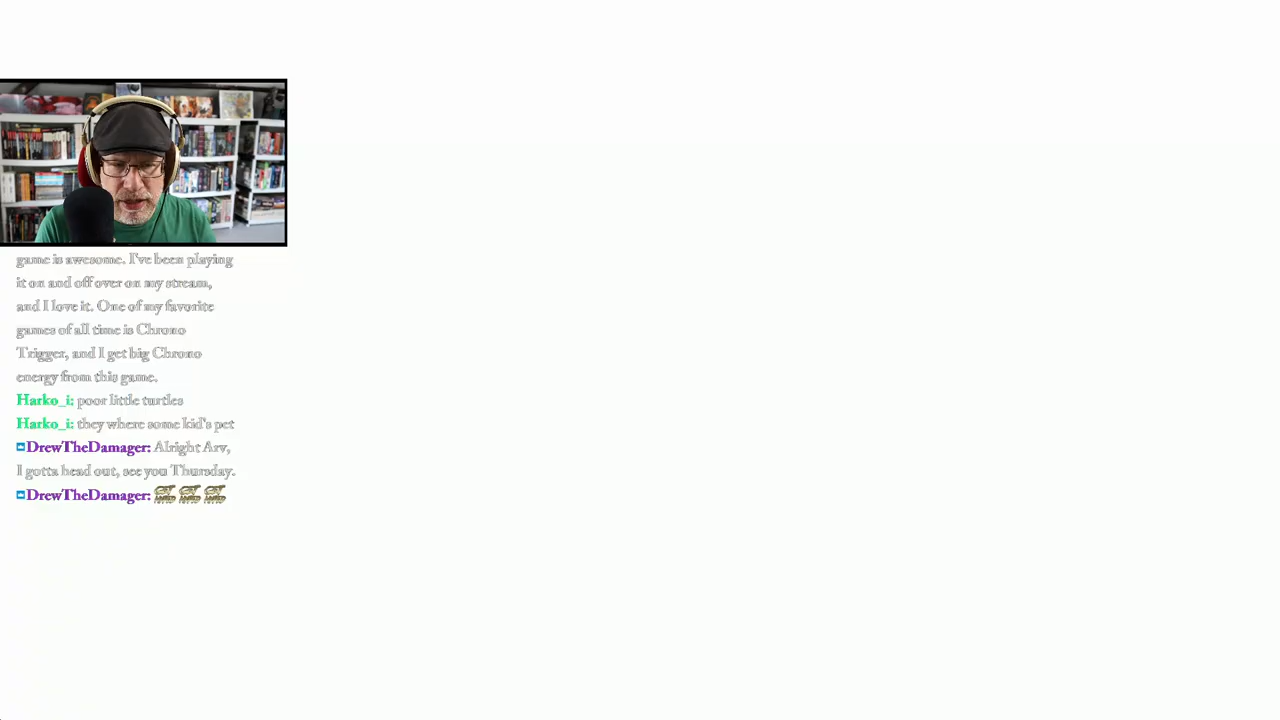 game is awesome. I've been playing
it on and off over on my stream,
and I love it. One of my favorite
games of all time is Chrono
Trigger, and I get big Chrono
energy from this game.
Harko_i: poor little turtles
Harko_i: they where some kid's pet
DrewTheDamager: Alright Arv,
I gotta head out, see you Thursday.
DrewTheDamager: